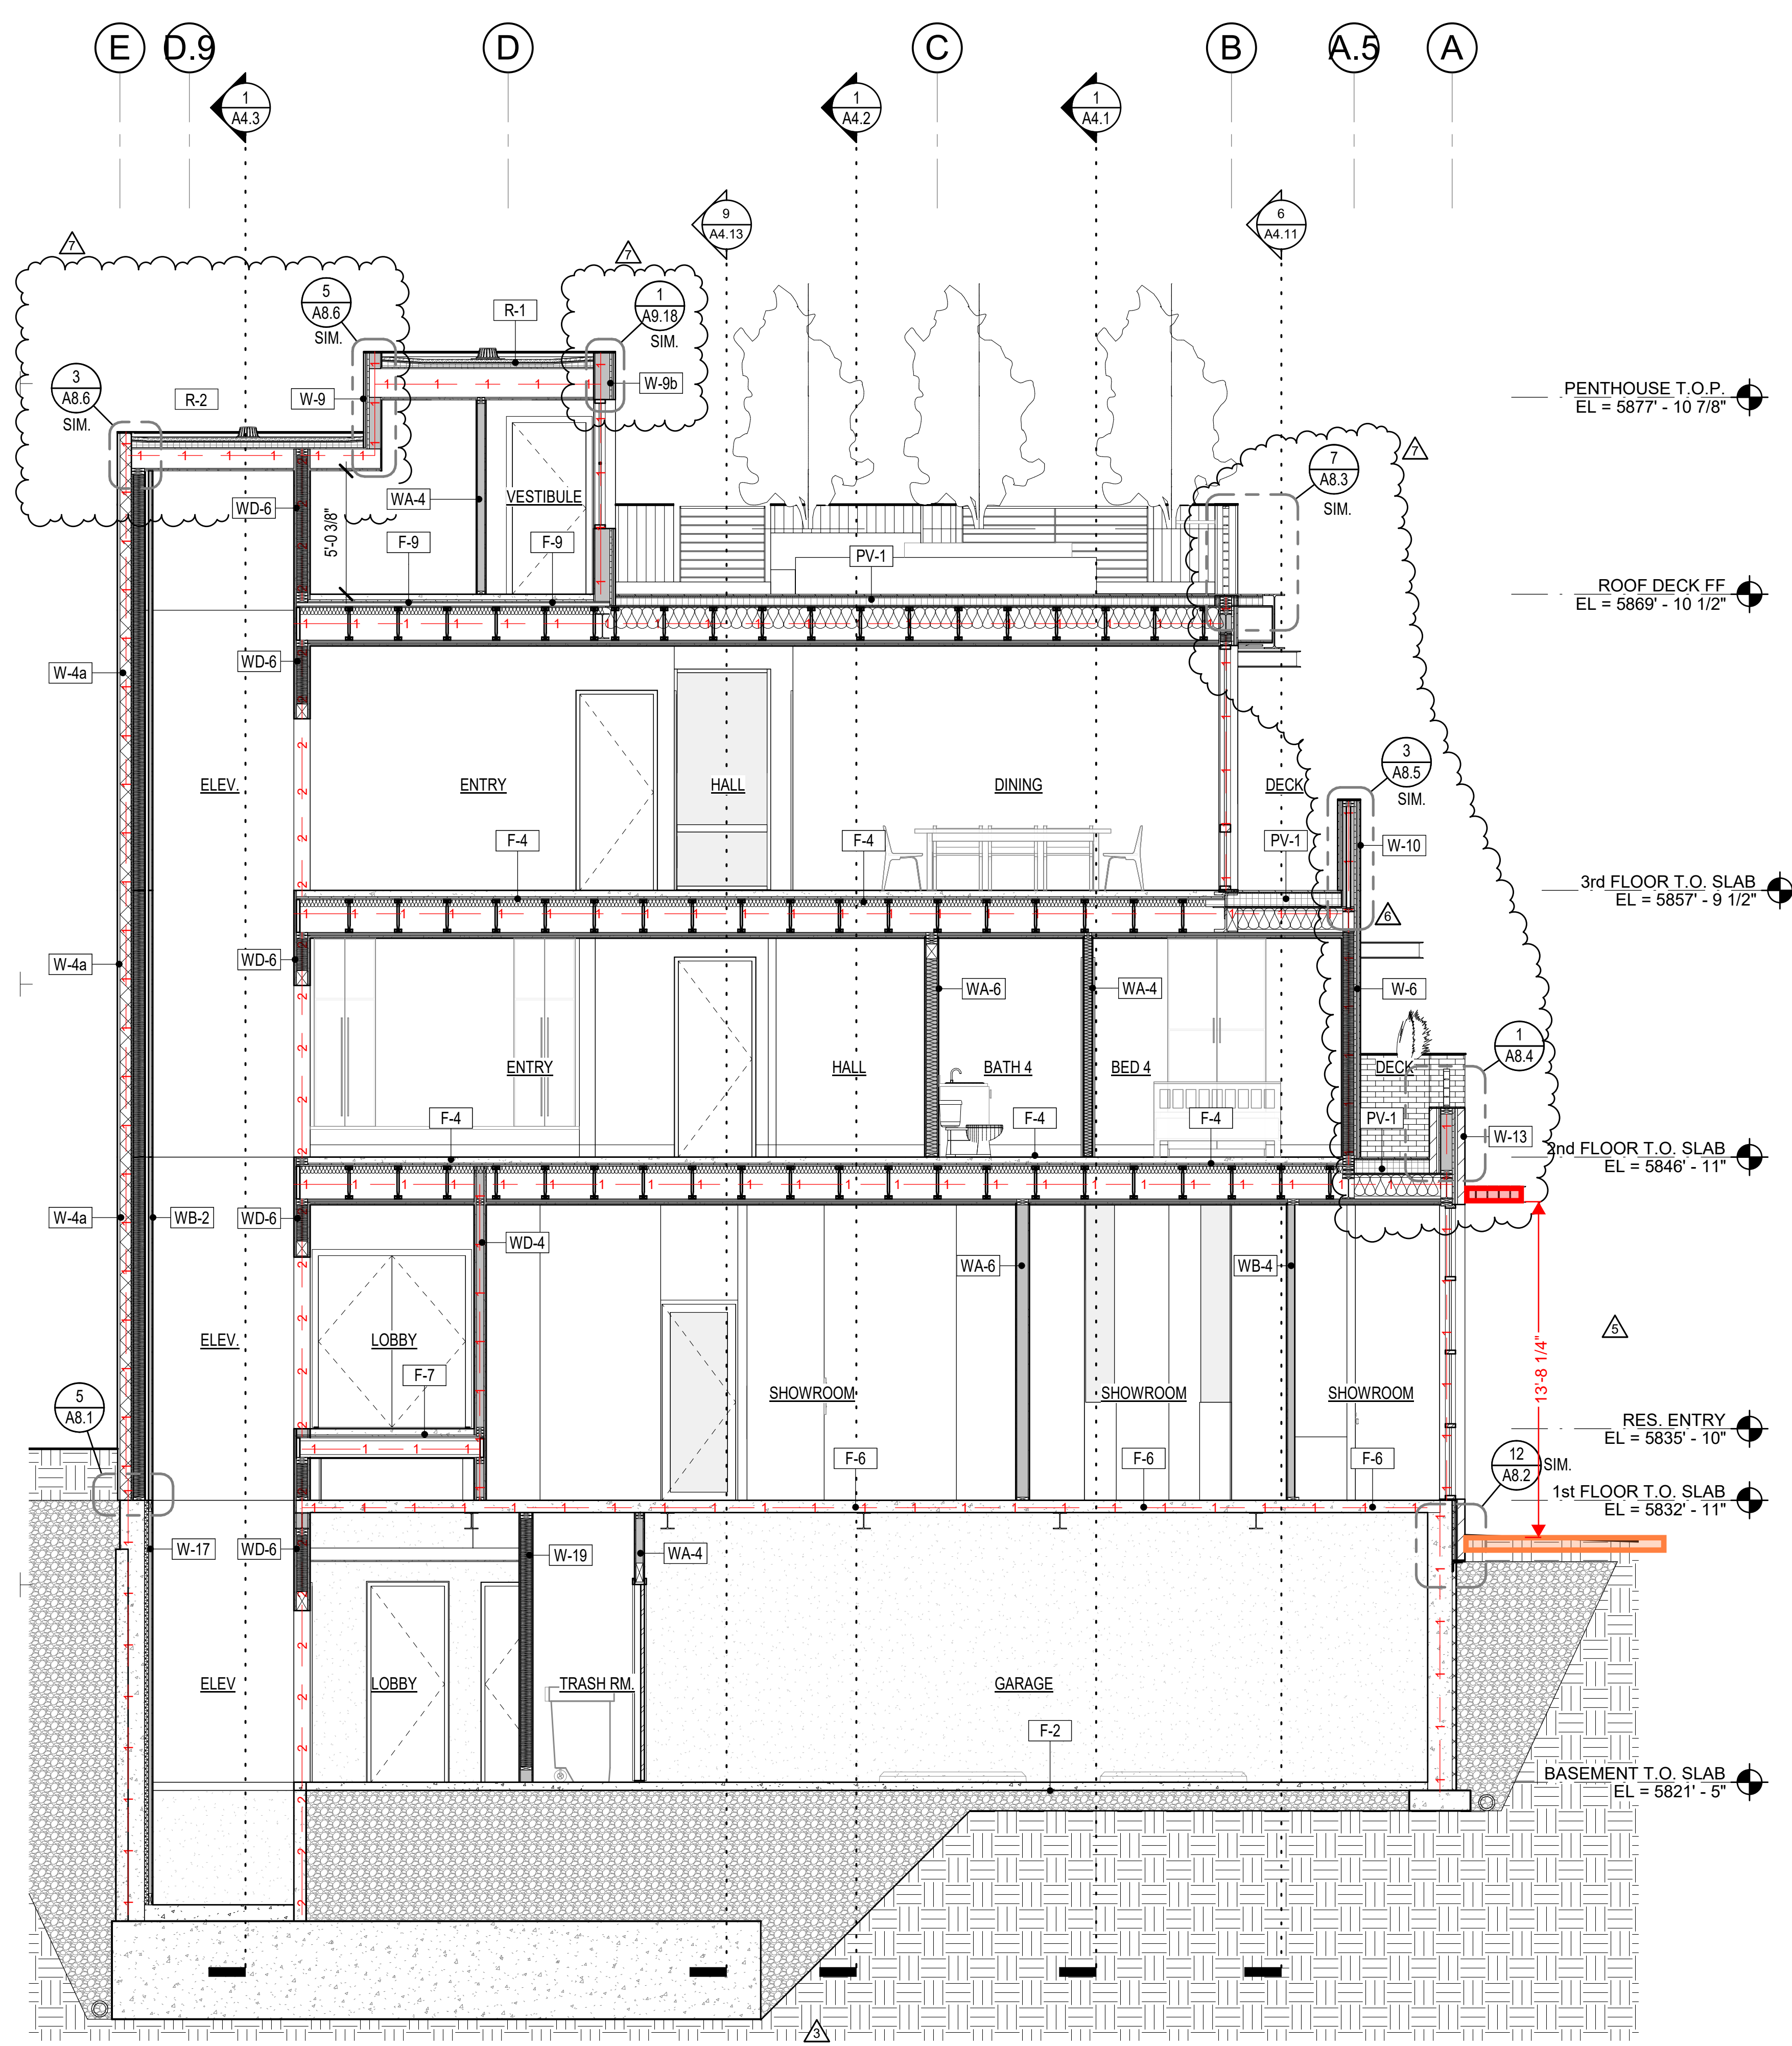 E
D.9
D
C
B
A.5
A
1
A4.3
1
A4.2
1
A4.1
9
A4.13
6
A4.11
7
7
5
A8.6
SIM.
R-1
1
A9.18
SIM.
3
A8.6
SIM.
R-2
W-9
W-9b
PENTHOUSE T.O.P.
EL = 5877' - 10 7/8"
7
7
A8.3
SIM.
WD-6
WA-4
VESTIBULE
5'-0 3/8"
F-9
F-9
PV-1
ROOF DECK FF
EL = 5869' - 10 1/2"
W-4a
WD-6
3
A8.5
SIM.
ELEV.
ENTRY
HALL
DINING
DECK
F-4
F-4
PV-1
W-10
3rd FLOOR T.O. SLAB
EL = 5857' - 9 1/2"
6
W-4a
WD-6
WA-6
WA-4
W-6
1
A8.4
ENTRY
HALL
BATH 4
BED 4
DECK
F-4
F-4
F-4
PV-1
W-13
2nd FLOOR T.O. SLAB
EL = 5846' - 11"
W-4a
WB-2
WD-6
WD-4
WA-6
WB-4
ELEV.
LOBBY
5
13'-8 1/4"
F-7
SHOWROOM
SHOWROOM
SHOWROOM
5
A8.1
RES. ENTRY
EL = 5835' - 10"
F-6
F-6
F-6
12
A8.2
SIM.
1st FLOOR T.O. SLAB
EL = 5832' - 11"
W-17
WD-6
W-19
WA-4
ELEV
LOBBY
TRASH RM.
GARAGE
F-2
BASEMENT T.O. SLAB
EL = 5821' - 5"
3